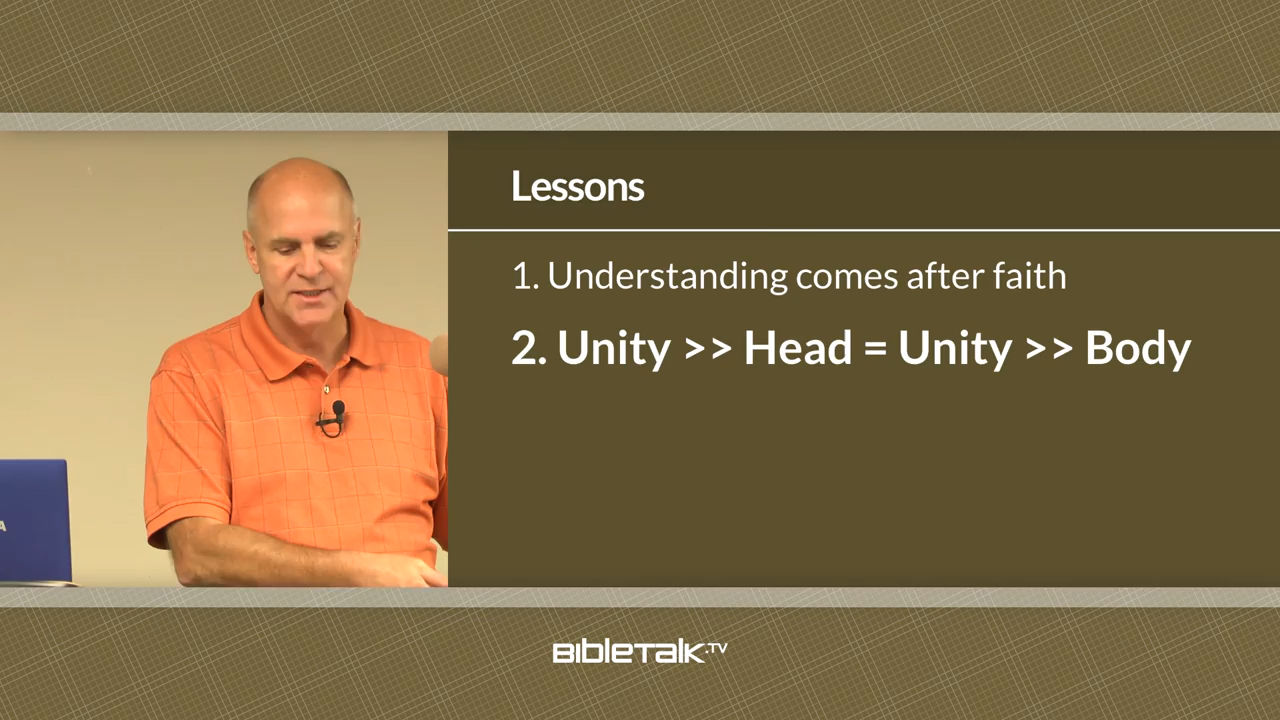 Lessons
1. Understanding comes after faith
2. Unity >> Head = Unity >> Body
A
BIBLETALK.TV